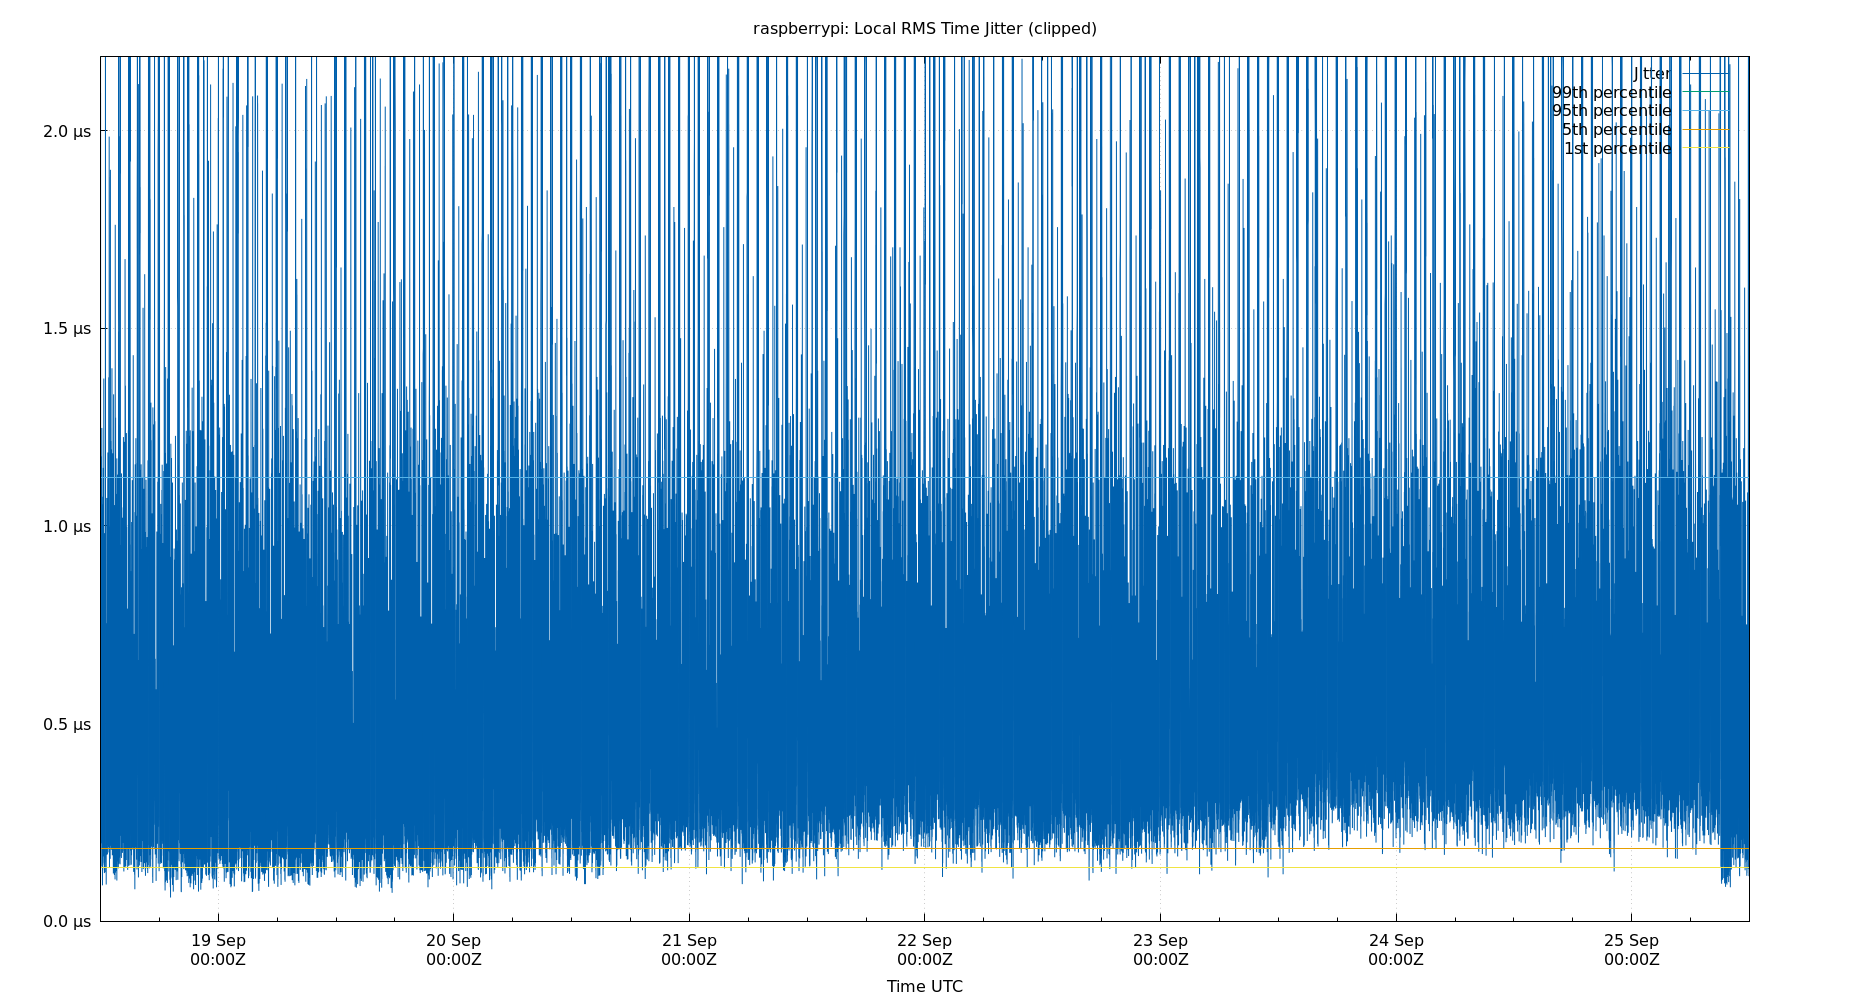 raspberrypi: Local RMS Time Jitter (clipped)
Jitter
99th percentile
95th percentile
5th percentile
1st percentile
2.0 µs
1.5 µs
1.0 µs
0.5 µs
0.0 µs
19 Sep 20 Sep 21 Sep 22 Sep 23 Sep 24 Sep 25 Sep
00:00Z 00:00Z 00:00Z 00:00Z 00:00Z 00:00Z 00:00Z
Time UTC